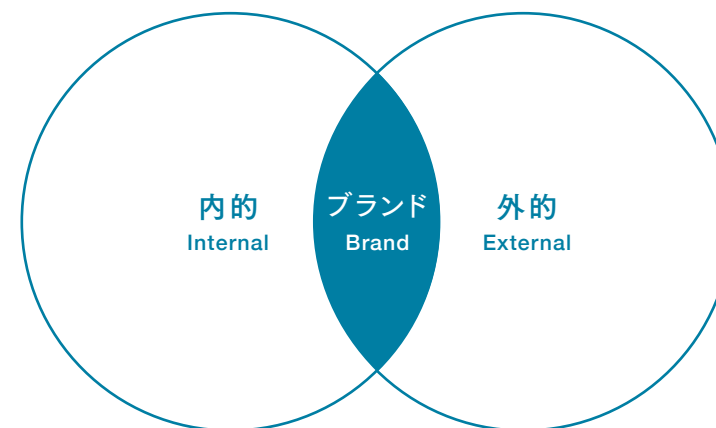 内的
Internal
ブランド
Brand
外的
External